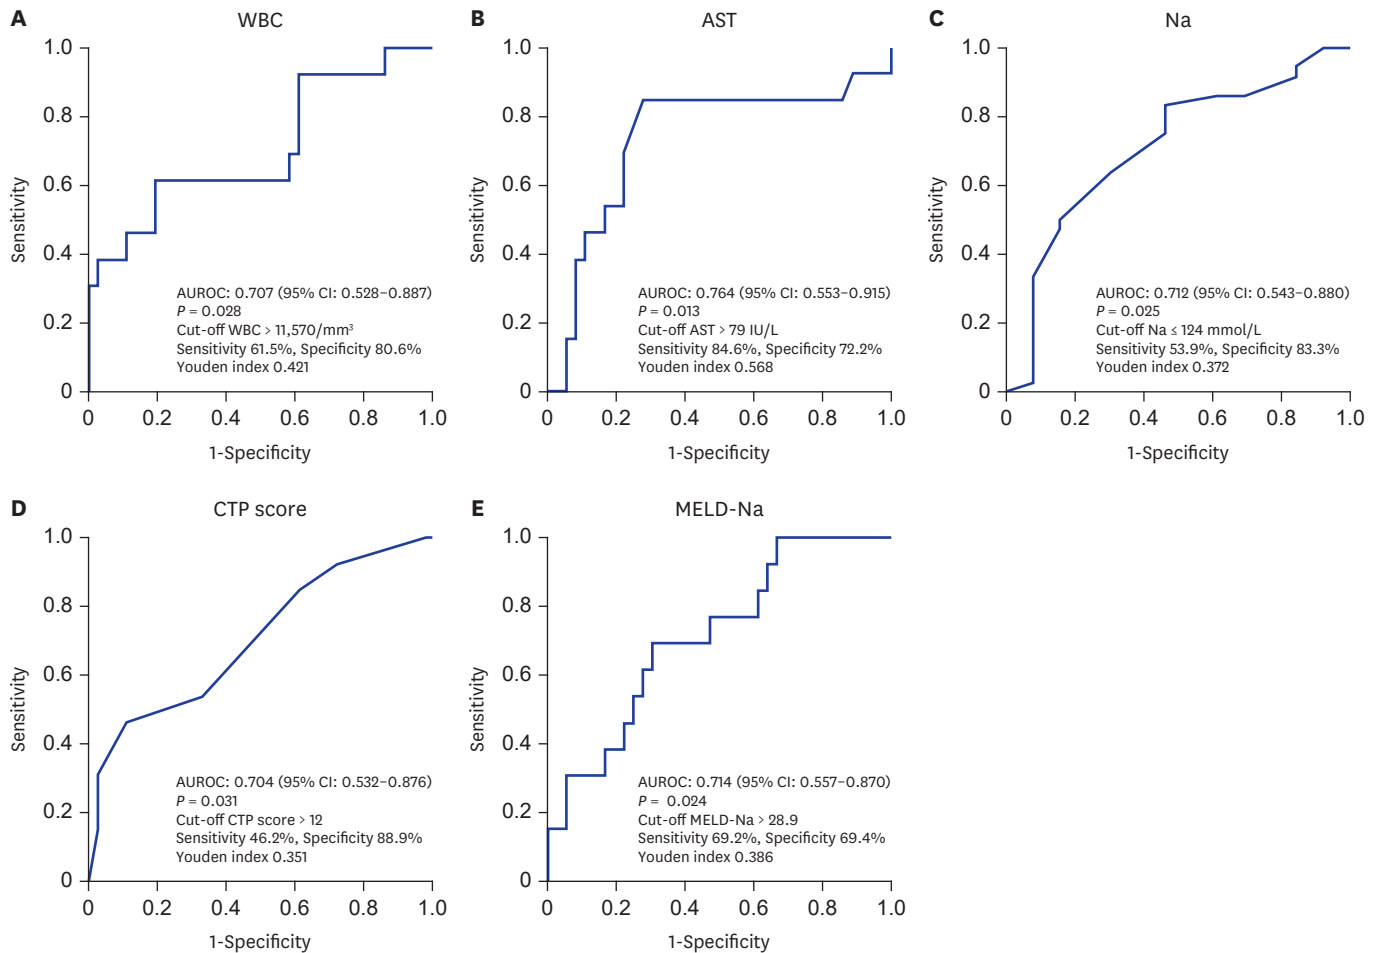 A
WBC
1.0
0.8
0.6
0.4
0.2
0
Sensitivity
AUROC: 0.707 (95% CI: 0.528–0.887)
P = 0.028
Cut-off WBC > 11,570/mm³
Sensitivity 61.5%, Specificity 80.6%
Youden index 0.421
0 0.2 0.4 0.6 0.8 1.0
1-Specificity
B
AST
1.0
0.8
0.6
0.4
0.2
0
Sensitivity
AUROC: 0.764 (95% CI: 0.553–0.915)
P = 0.013
Cut-off AST > 79 IU/L
Sensitivity 84.6%, Specificity 72.2%
Youden index 0.568
0 0.2 0.4 0.6 0.8 1.0
1-Specificity
C
Na
1.0
0.8
0.6
0.4
0.2
0
Sensitivity
AUROC: 0.712 (95% CI: 0.543–0.880)
P = 0.025
Cut-off Na ≤ 124 mmol/L
Sensitivity 53.9%, Specificity 83.3%
Youden index 0.372
0 0.2 0.4 0.6 0.8 1.0
1-Specificity
D
CTP score
1.0
0.8
0.6
0.4
0.2
0
Sensitivity
AUROC: 0.704 (95% CI: 0.532–0.876)
P = 0.031
Cut-off CTP score > 12
Sensitivity 46.2%, Specificity 88.9%
Youden index 0.351
0 0.2 0.4 0.6 0.8 1.0
1-Specificity
E
MELD-Na
1.0
0.8
0.6
0.4
0.2
0
Sensitivity
AUROC: 0.714 (95% CI: 0.557–0.870)
P = 0.024
Cut-off MELD-Na > 28.9
Sensitivity 69.2%, Specificity 69.4%
Youden index 0.386
0 0.2 0.4 0.6 0.8 1.0
1-Specificity